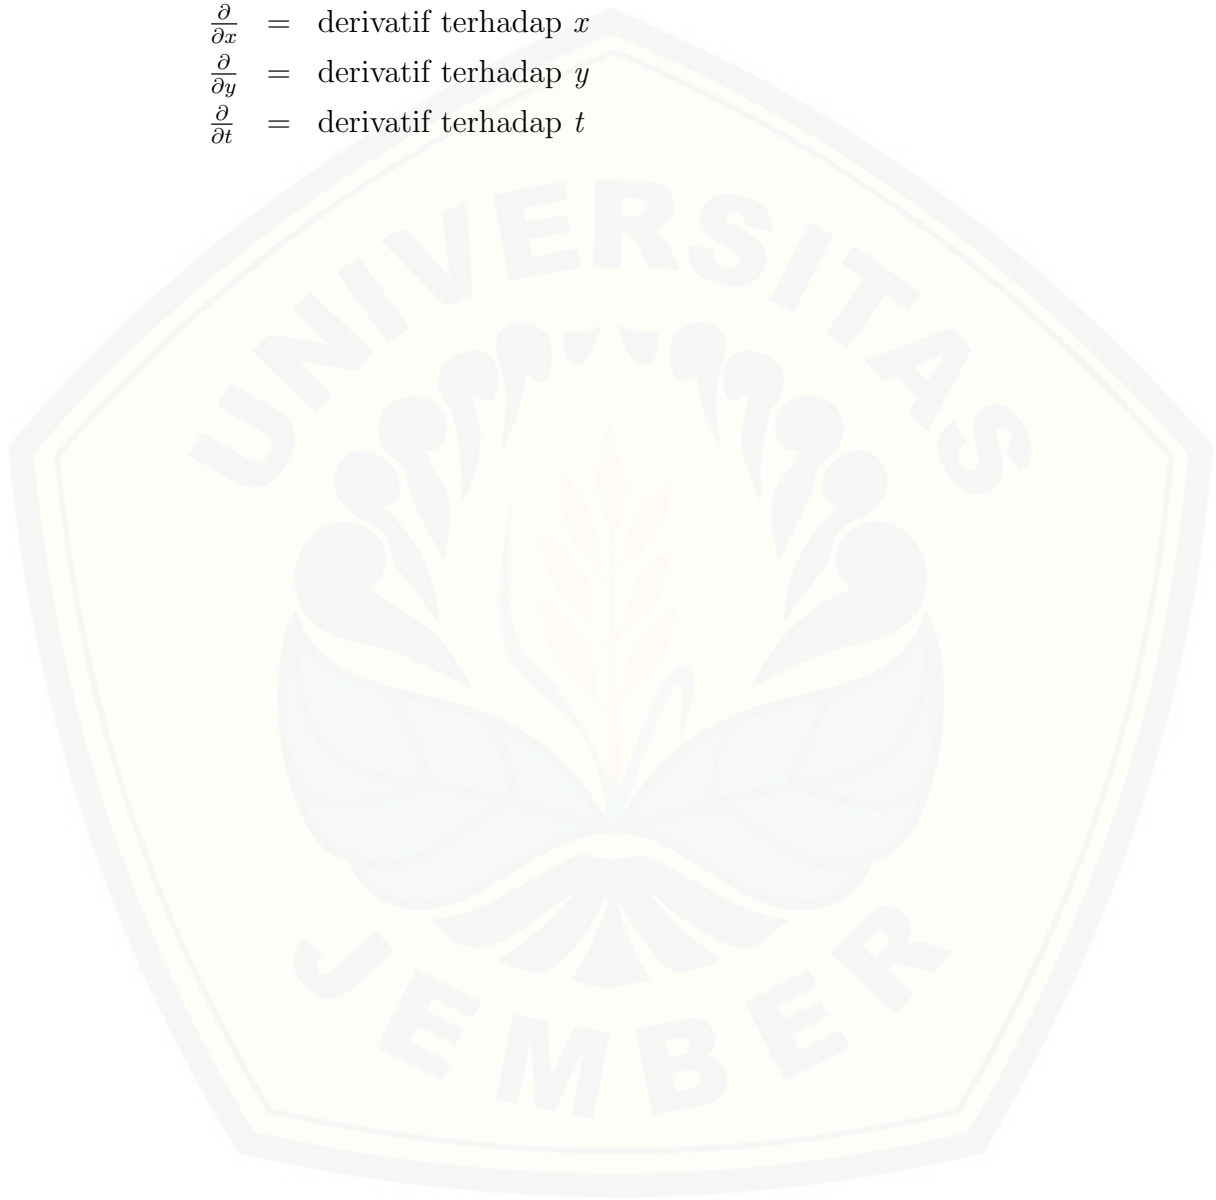 ∂/∂x = derivatif terhadap x
∂/∂y = derivatif terhadap y
∂/∂t = derivatif terhadap t
UNIVERSITAS
JEMBER